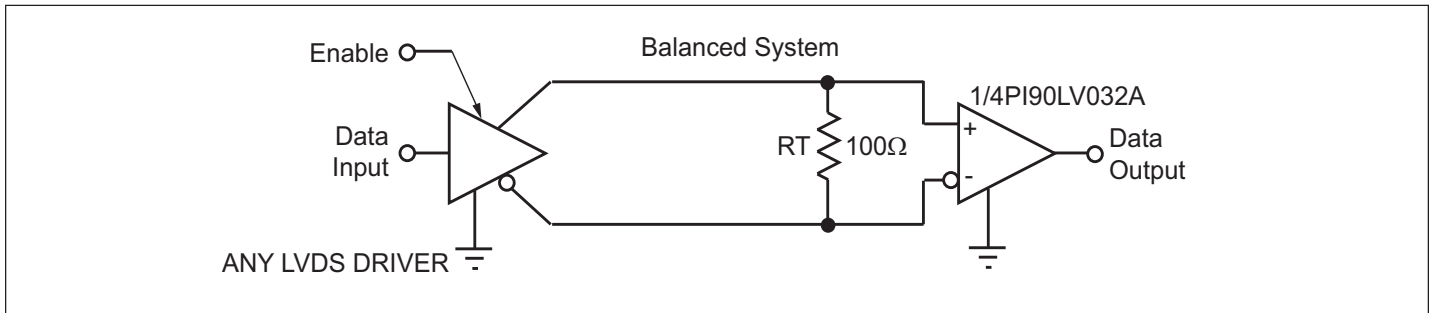 Enable
Balanced System
1/4PI90LV032A
Data
Input
RT
100Ω
+
-
Data
Output
ANY LVDS DRIVER